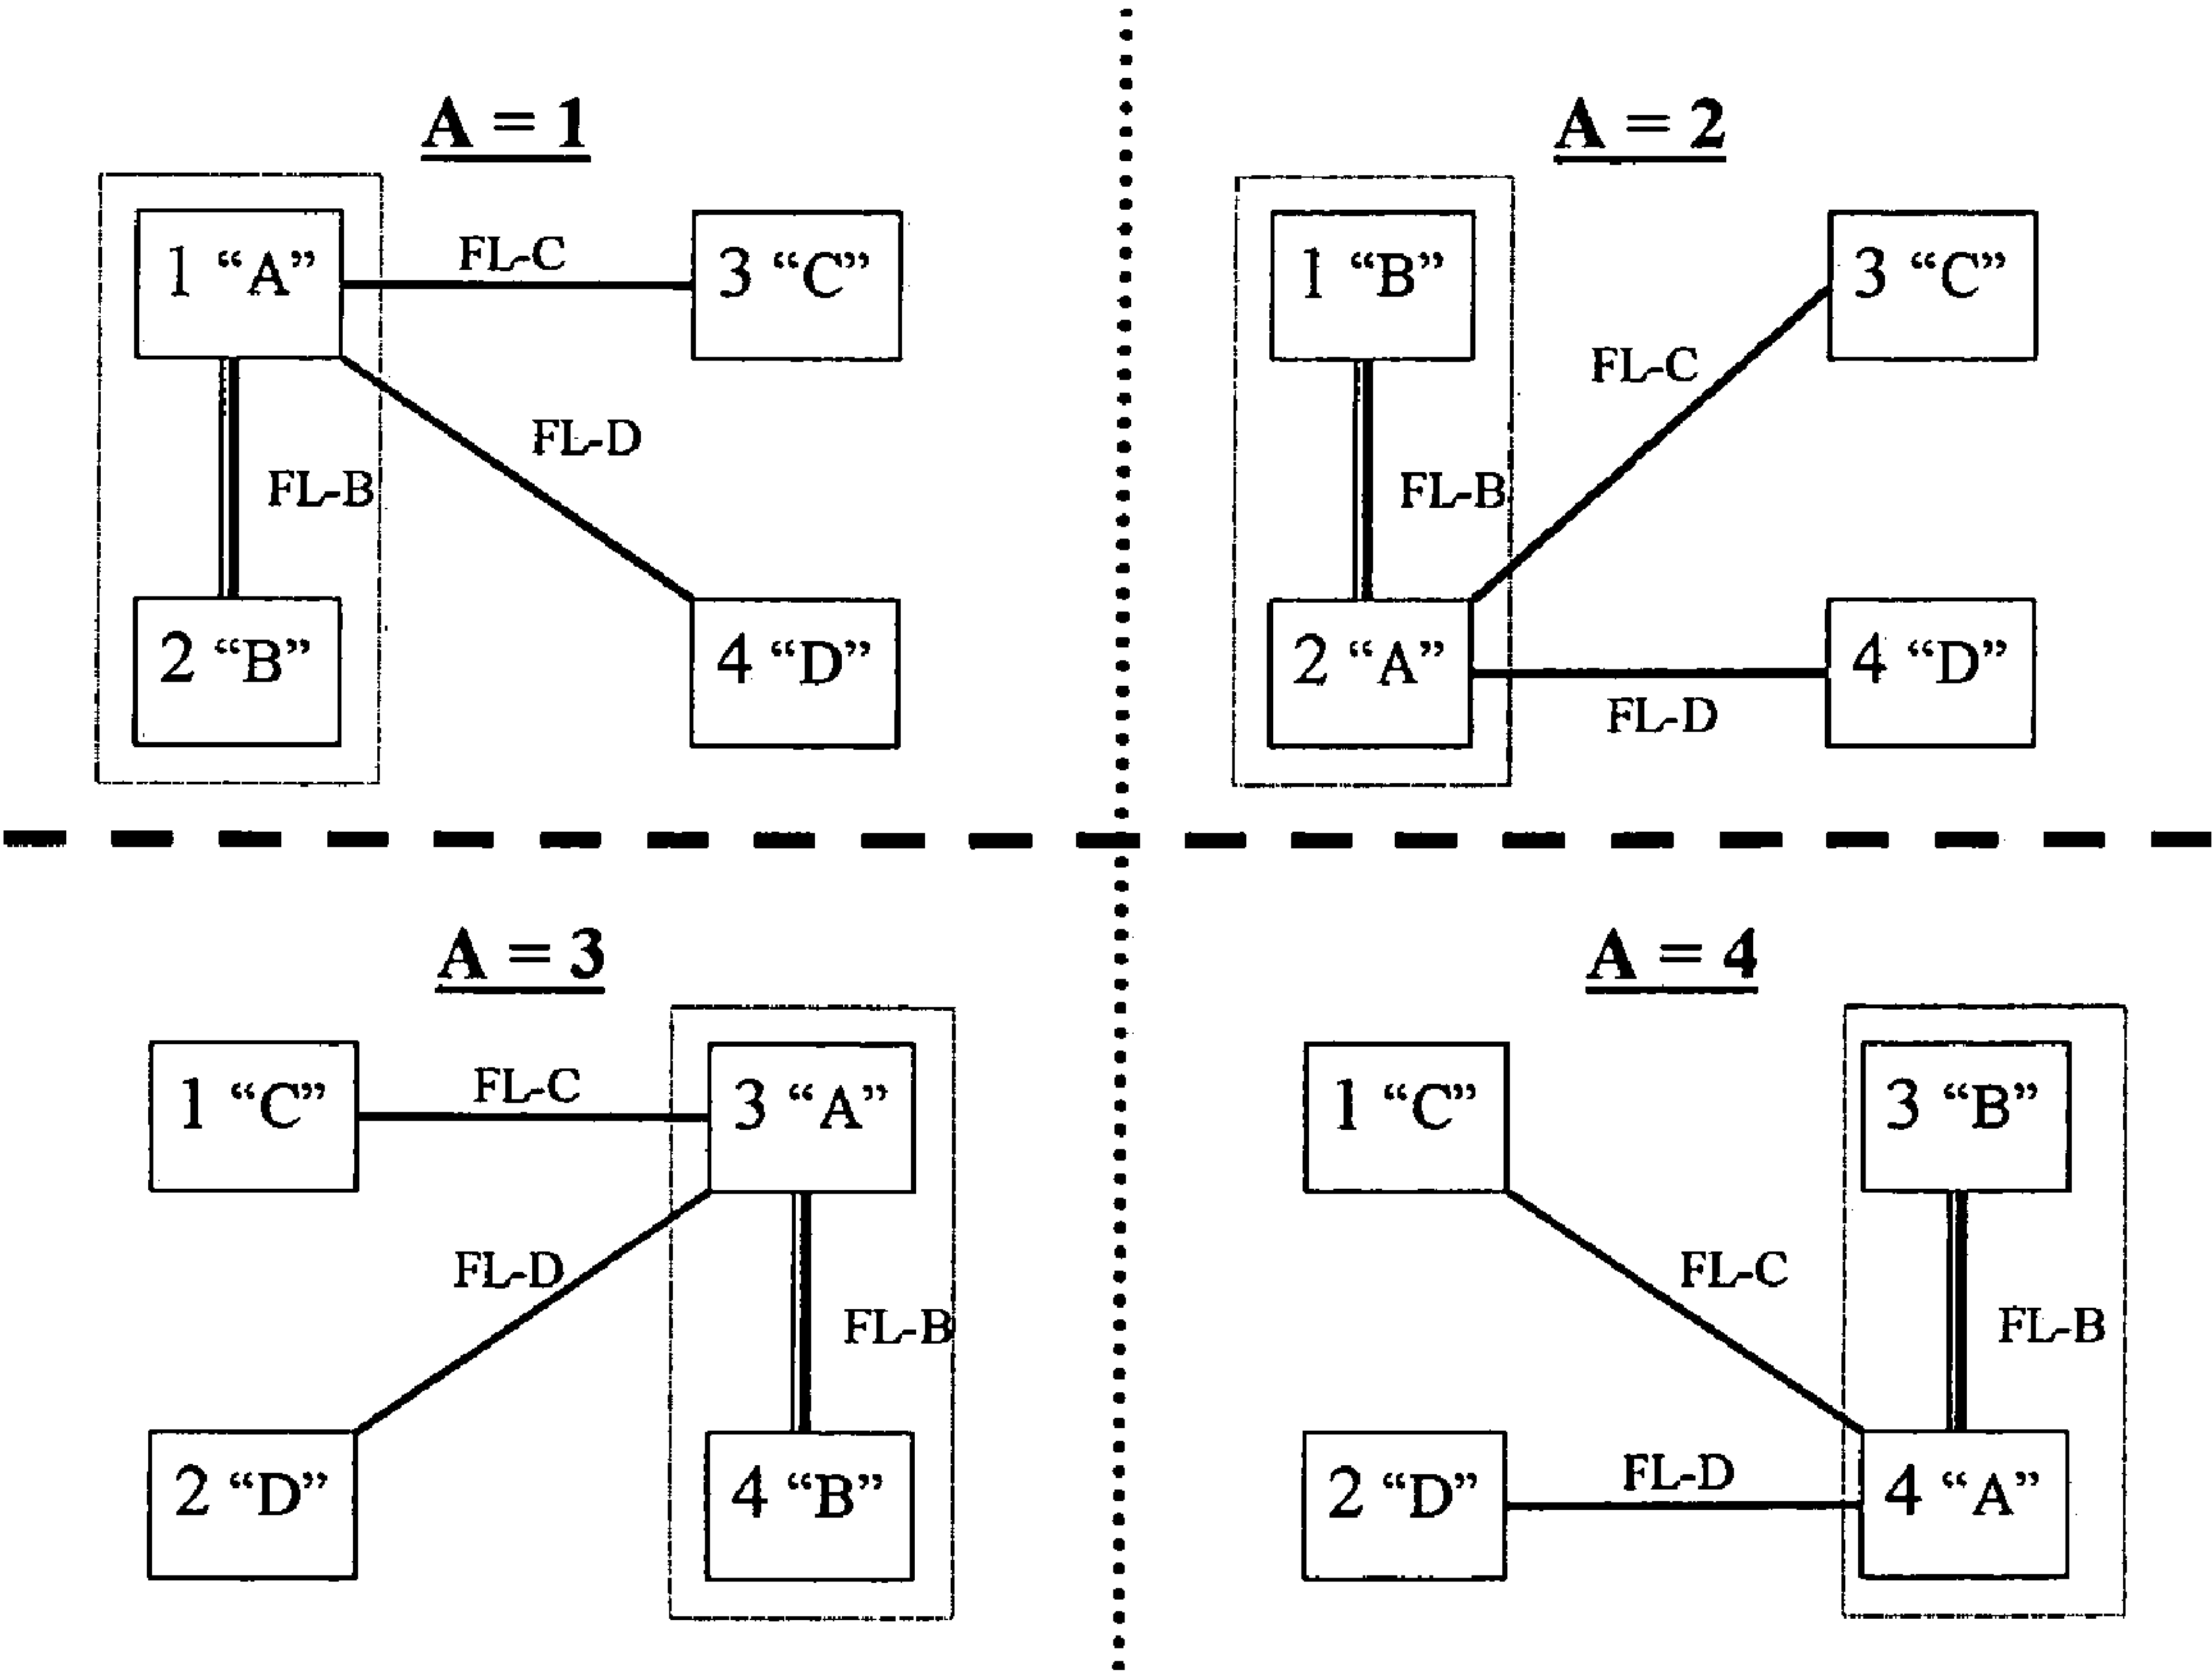 A = 1
1 “A”
FL-C
3 “C”
FL-D
FL-B
2 “B”
4 “D”
A = 2
1 “B”
3 “C”
FL-C
FL-B
2 “A”
4 “D”
FL-D
A = 3
1 “C”
FL-C
3 “A”
FL-D
FL-B
2 “D”
4 “B”
A = 4
1 “C”
3 “B”
FL-C
FL-B
2 “D”
FL-D
4 “A”